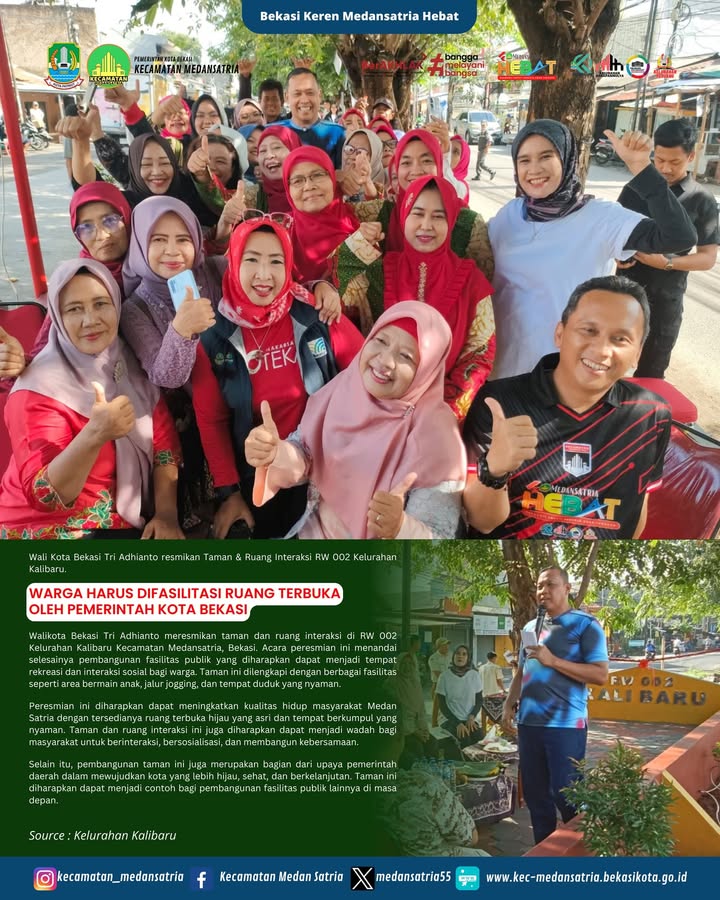 Bekasi Keren Medansatria Hebat
KECAMATAN
PEMERINTAH KOTA BEKASI
KECAMATAN MEDANSATRIA
#bangga
melayani
bangsa
HEBAT
OTEKA
MEDANSATRIA
HEBAT
Wali Kota Bekasi Tri Adhianto resmikan Taman & Ruang Interaksi RW 002 Kelurahan
Kalibaru.
WARGA HARUS DIFASILITASI RUANG TERBUKA
OLEH PEMERINTAH KOTA BEKASI
Walikota Bekasi Tri Adhianto meresmikan taman dan ruang interaksi di RW 002
Kelurahan Kalibaru Kecamatan Medansatria, Bekasi. Acara peresmian ini menandai
selesainya pembangunan fasilitas publik yang diharapkan dapat menjadi tempat
rekreasi dan interaksi sosial bagi warga. Taman ini dilengkapi dengan berbagai fasilitas
seperti area bermain anak, jalur jogging, dan tempat duduk yang nyaman.
Peresmian ini diharapkan dapat meningkatkan kualitas hidup masyarakat Medan
Satria dengan tersedianya ruang terbuka hijau yang asri dan tempat berkumpul yang
nyaman. Taman dan ruang interaksi ini juga diharapkan dapat menjadi wadah bagi
masyarakat untuk berinteraksi, bersosialisasi, dan membangun kebersamaan.
Selain itu, pembangunan taman ini juga merupakan bagian dari upaya pemerintah
daerah dalam mewujudkan kota yang lebih hijau, sehat, dan berkelanjutan. Taman ini
diharapkan dapat menjadi contoh bagi pembangunan fasilitas publik lainnya di masa
depan.
Source : Kelurahan Kalibaru
RW 002
KALI BARU
kecamatan_medansatria
Kecamatan Medan Satria
medansatria55
www.kec-medansatria.bekasikota.go.id